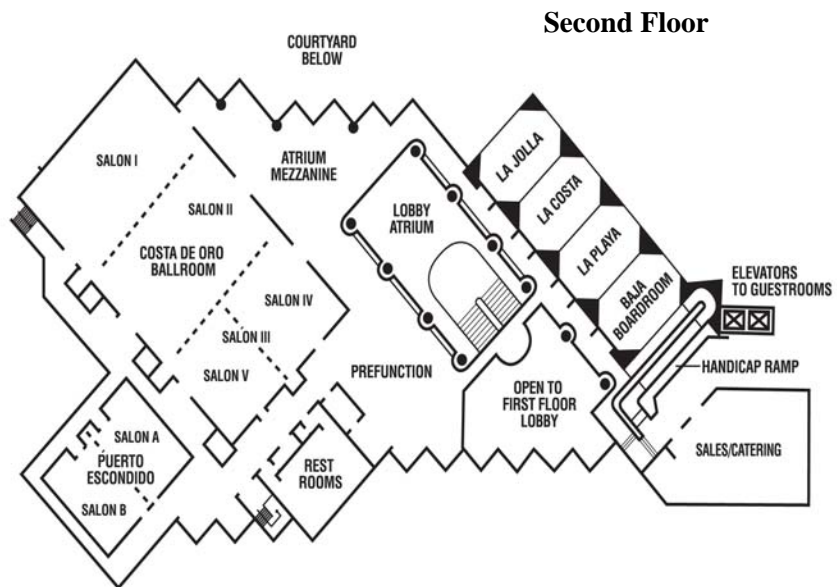 Second Floor
COURTYARD
BELOW
SALON I
ATRIUM
MEZZANINE
LA JOLLA
LA COSTA
SALON II
LOBBY
ATRIUM
LA PLAYA
COSTA DE ORO
BALLROOM
BAJA
BOARDROOM
ELEVATORS
TO GUESTROOMS
SALON IV
SALON III
SALON V
PREFUNCTION
HANDICAP RAMP
OPEN TO
FIRST FLOOR
LOBBY
SALON A
PUERTO
ESCONDIDO
SALON B
REST
ROOMS
SALES/CATERING